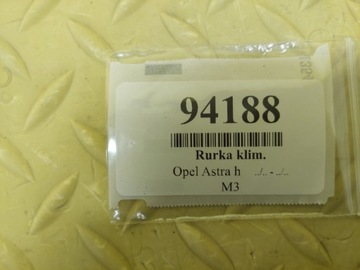 94188
Rurka klim.
Opel Astra h ../.. - ../..
M3